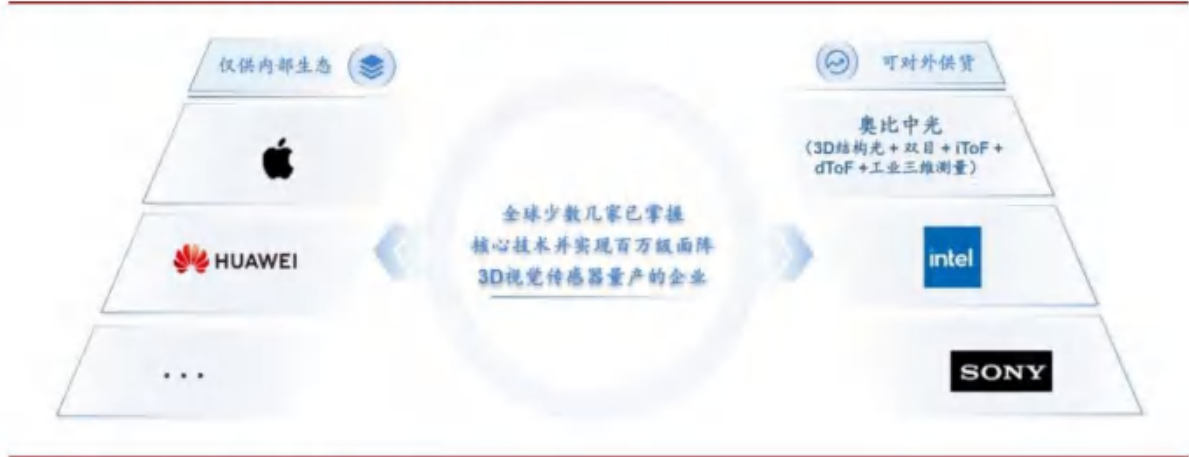 仅供内部生态
HUAWEI
...
全球少数几家已掌握
核心技术并实现百万级面阵
3D视觉传感器量产的企业
可对外供货
奥比中光
（3D结构光 + 双目 + iToF +
dToF +工业三维测量）
intel
SONY